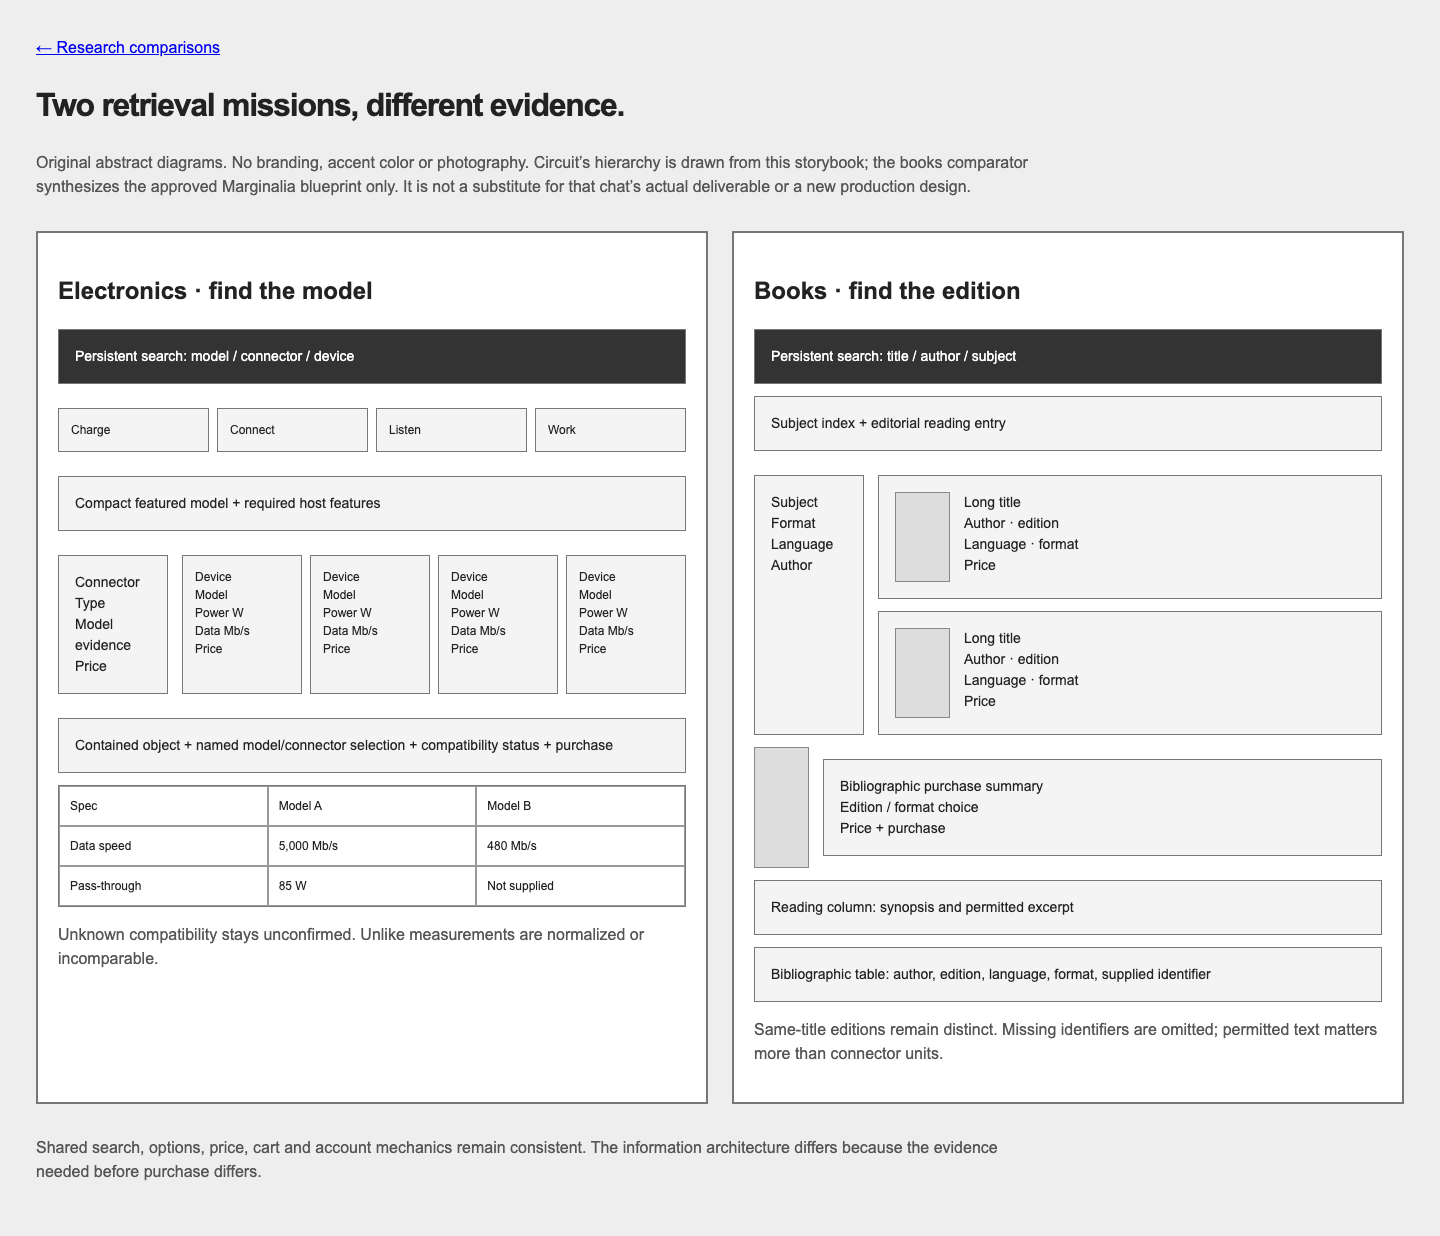 ← Research comparisons
Two retrieval missions, different evidence.
Original abstract diagrams. No branding, accent color or photography. Circuit’s hierarchy is drawn from this storybook; the books comparator
synthesizes the approved Marginalia blueprint only. It is not a substitute for that chat’s actual deliverable or a new production design.
Electronics · find the model
Persistent search: model / connector / device
Charge
Connect
Listen
Work
Compact featured model + required host features
Connector
Type
Model
evidence
Price
Device
Model
Power W
Data Mb/s
Price
Device
Model
Power W
Data Mb/s
Price
Device
Model
Power W
Data Mb/s
Price
Device
Model
Power W
Data Mb/s
Price
Contained object + named model/connector selection + compatibility status + purchase
Spec
Model A
Model B
Data speed
5,000 Mb/s
480 Mb/s
Pass-through
85 W
Not supplied
Unknown compatibility stays unconfirmed. Unlike measurements are normalized or
incomparable.
Books · find the edition
Persistent search: title / author / subject
Subject index + editorial reading entry
Subject
Format
Language
Author
Long title
Author · edition
Language · format
Price
Long title
Author · edition
Language · format
Price
Bibliographic purchase summary
Edition / format choice
Price + purchase
Reading column: synopsis and permitted excerpt
Bibliographic table: author, edition, language, format, supplied identifier
Same-title editions remain distinct. Missing identifiers are omitted; permitted text matters
more than connector units.
Shared search, options, price, cart and account mechanics remain consistent. The information architecture differs because the evidence
needed before purchase differs.